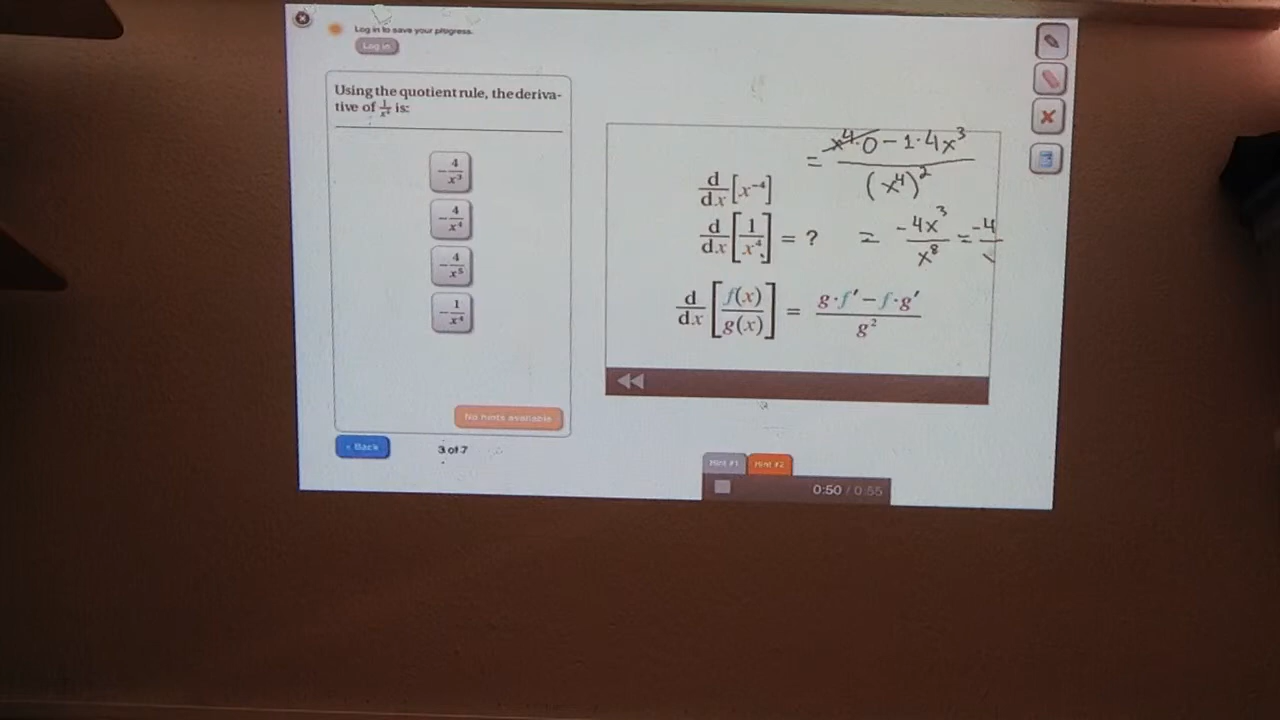 Log in to save your progress.
Log in
Using the quotient rule, the deriva-
tive of 1/x⁴ is:
-4/x³
-4/x⁴
-4/x⁵
-1/x⁴
No hints available
< Back
3 of 7
= (x⁴·0 - 1·4x³)/(x⁴)²
d/dx [x⁻⁴]
d/dx [1/x⁴] = ? = -4x³/x⁸ = -4/
d/dx [f(x)/g(x)] = (g·f′ - f·g′)/g²
Hint #1 Hint #2
0:50 / 0:55